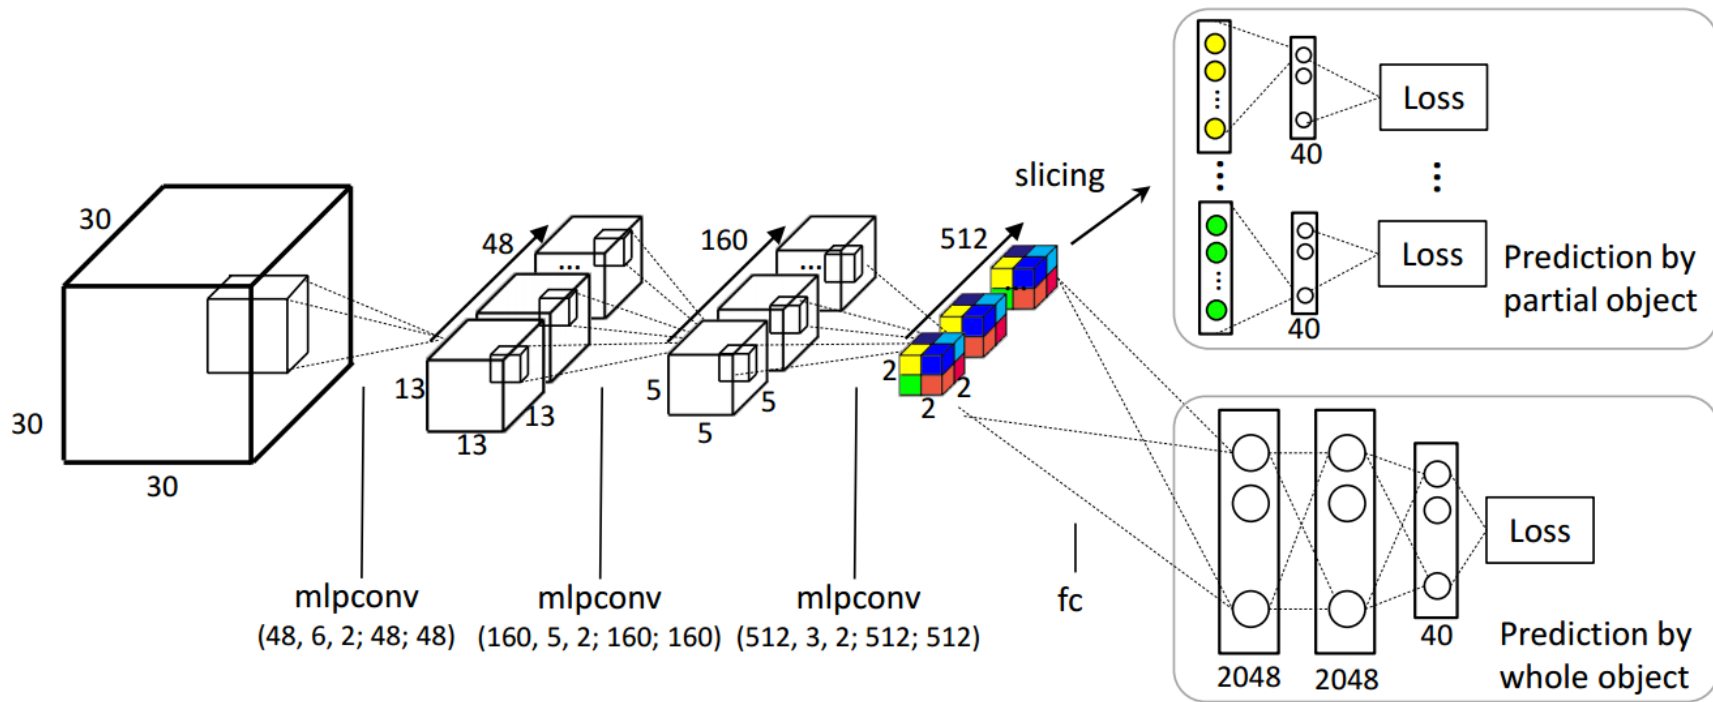 30
30
30
48
13
13
13
160
5
5
5
512
2
2
2
slicing
mlpconv
(48, 6, 2; 48; 48)
mlpconv
(160, 5, 2; 160; 160)
mlpconv
(512, 3, 2; 512; 512)
fc
40
Loss
40
Loss
Prediction by
partial object
2048
2048
40
Loss
Prediction by
whole object